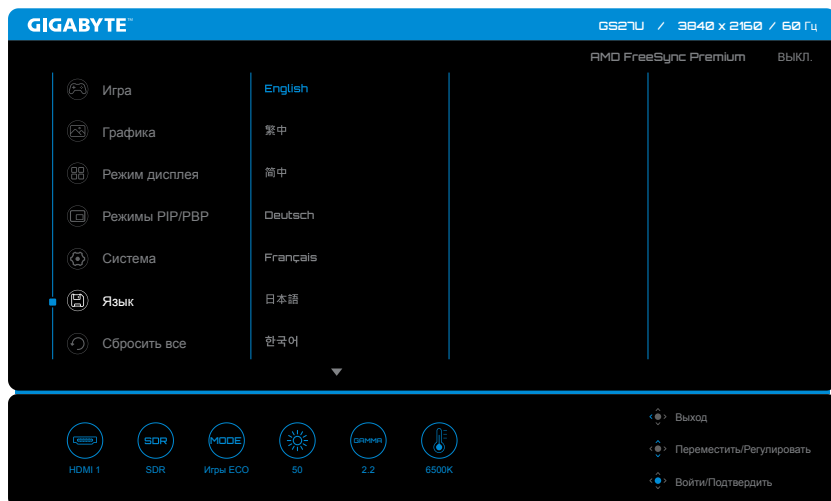 GIGABYTE™
GS27U / 3840 x 2160 / 60 Гц
AMD FreeSync Premium ВЫКЛ.
Игра
Графика
Режим дисплея
Режимы PIP/PBP
Система
Язык
Сбросить все
English
繁中
简中
Deutsch
Français
日本語
한국어
SDR
MODE
GAMMA
HDMI 1
SDR
Игры ECO
50
2.2
6500K
Выход
Переместить/Регулировать
Войти/Подтвердить